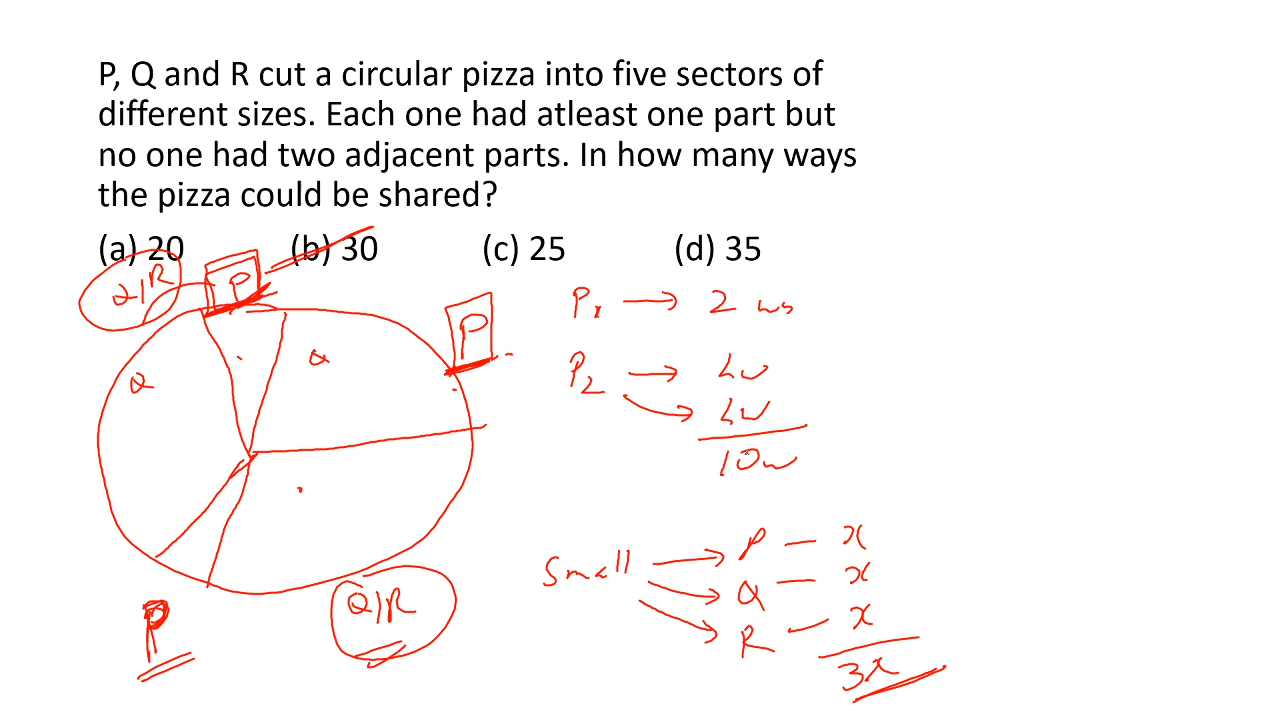 P, Q and R cut a circular pizza into five sectors of
different sizes. Each one had atleast one part but
no one had two adjacent parts. In how many ways
the pizza could be shared?
(a) 20 (b) 30 (c) 25 (d) 35
Q/R P
P
Q Q
P₁ → 2 ws
P₂ → 4w
→ 4w
10w
Small → P – x
→ Q – x
→ R – x
3x
P Q/R